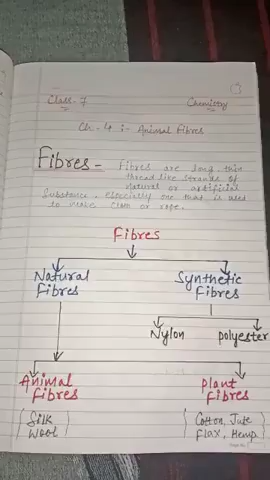 Class-7 Chemistry
Ch-4 :- Animal Fibres
Fibres - Fibres are long, thin
thread like strands of
natural or artificial
substance, especially one that is used
to make cloth or rope.
Fibres
Natural Fibres
Synthetic Fibres
Nylon polyester
Animal Fibres
Plant Fibres
(Silk
Wool)
(Cotton, Jute
Flax, Hemp)